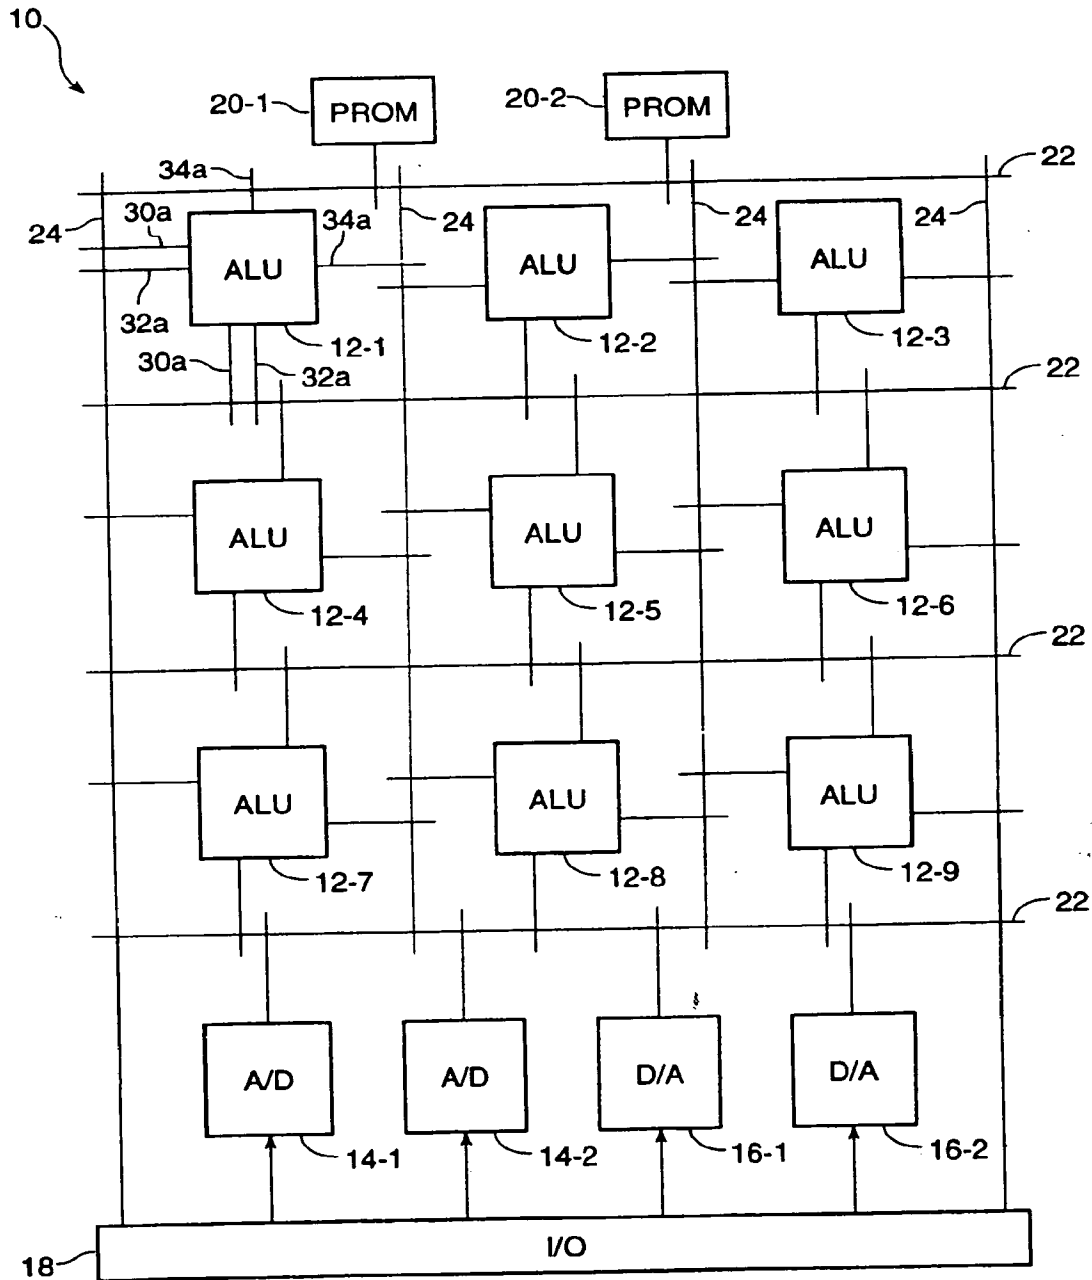 10
20-1 PROM 20-2 PROM
34a 22
24 30a 34a 24 24 24
ALU ALU ALU
32a 12-1 12-2 12-3
30a 32a 22
ALU ALU ALU
12-4 12-5 12-6
22
ALU ALU ALU
12-7 12-8 12-9
22
A/D A/D D/A D/A
14-1 14-2 16-1 16-2
18 I/O